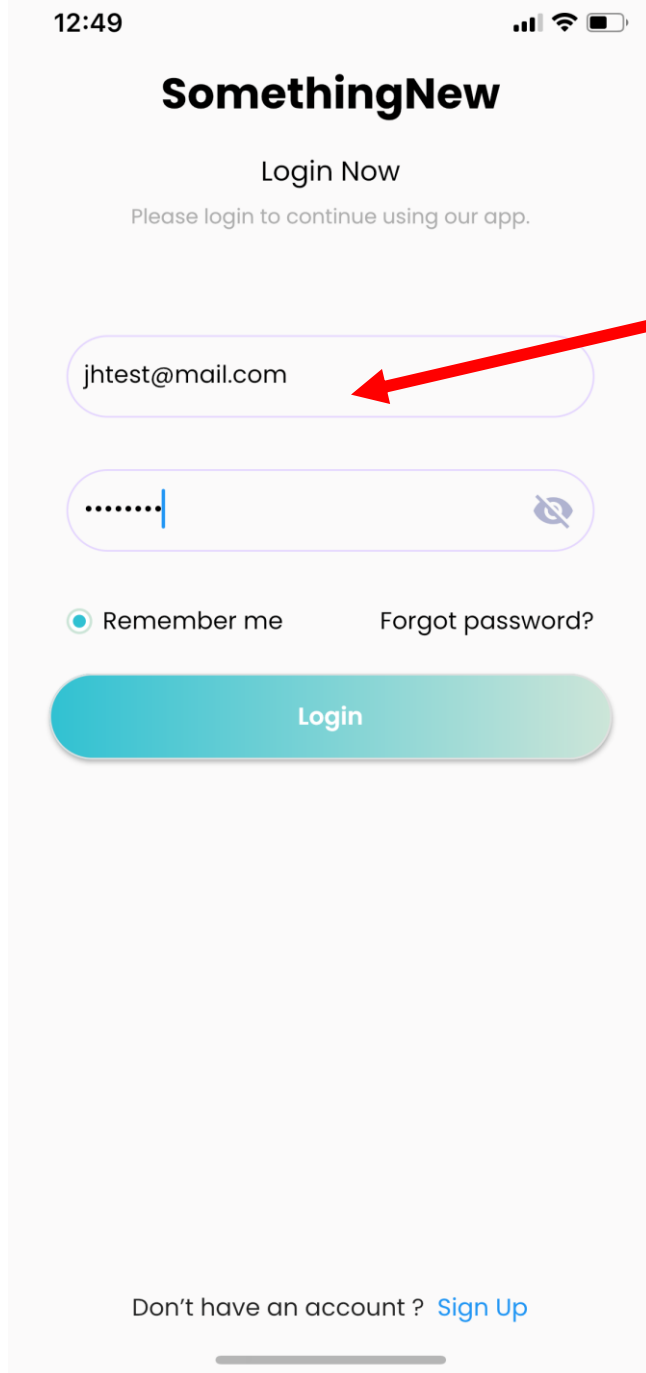 12:49
SomethingNew
Login Now
Please login to continue using our app.
jhtest@mail.com
••••••••
Remember me Forgot password?
Login
Don’t have an account ? Sign Up